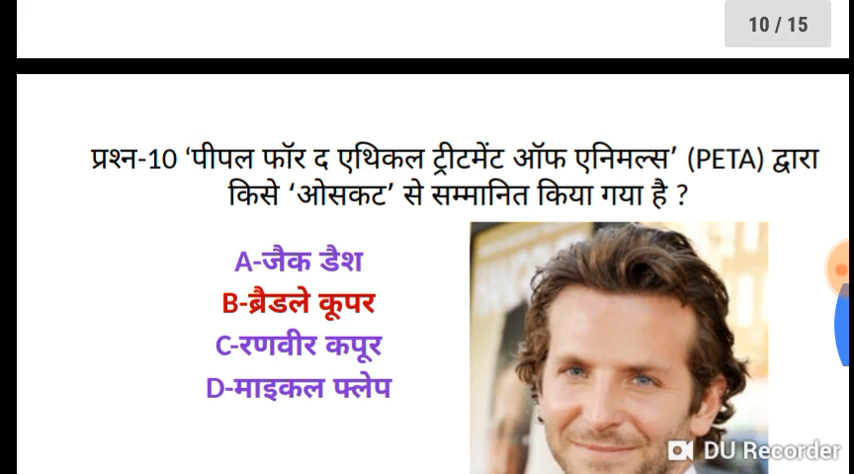 10 / 15
प्रश्न-10 ‘पीपल फॉर द एथिकल ट्रीटमेंट ऑफ एनिमल्स’ (PETA) द्वारा
किसे ‘ओसकट’ से सम्मानित किया गया है ?
A-जैक डैश
B-ब्रैडले कूपर
C-रणवीर कपूर
D-माइकल फ्लेप
DU Recorder